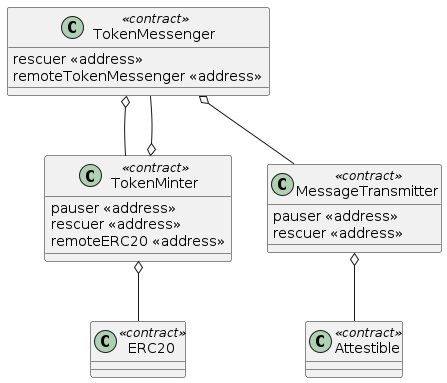 C «contract»
TokenMessenger
rescuer «address»
remoteTokenMessenger «address»
C «contract»
TokenMinter
pauser «address»
rescuer «address»
remoteERC20 «address»
C «contract»
MessageTransmitter
pauser «address»
rescuer «address»
C «contract»
ERC20
C «contract»
Attestible